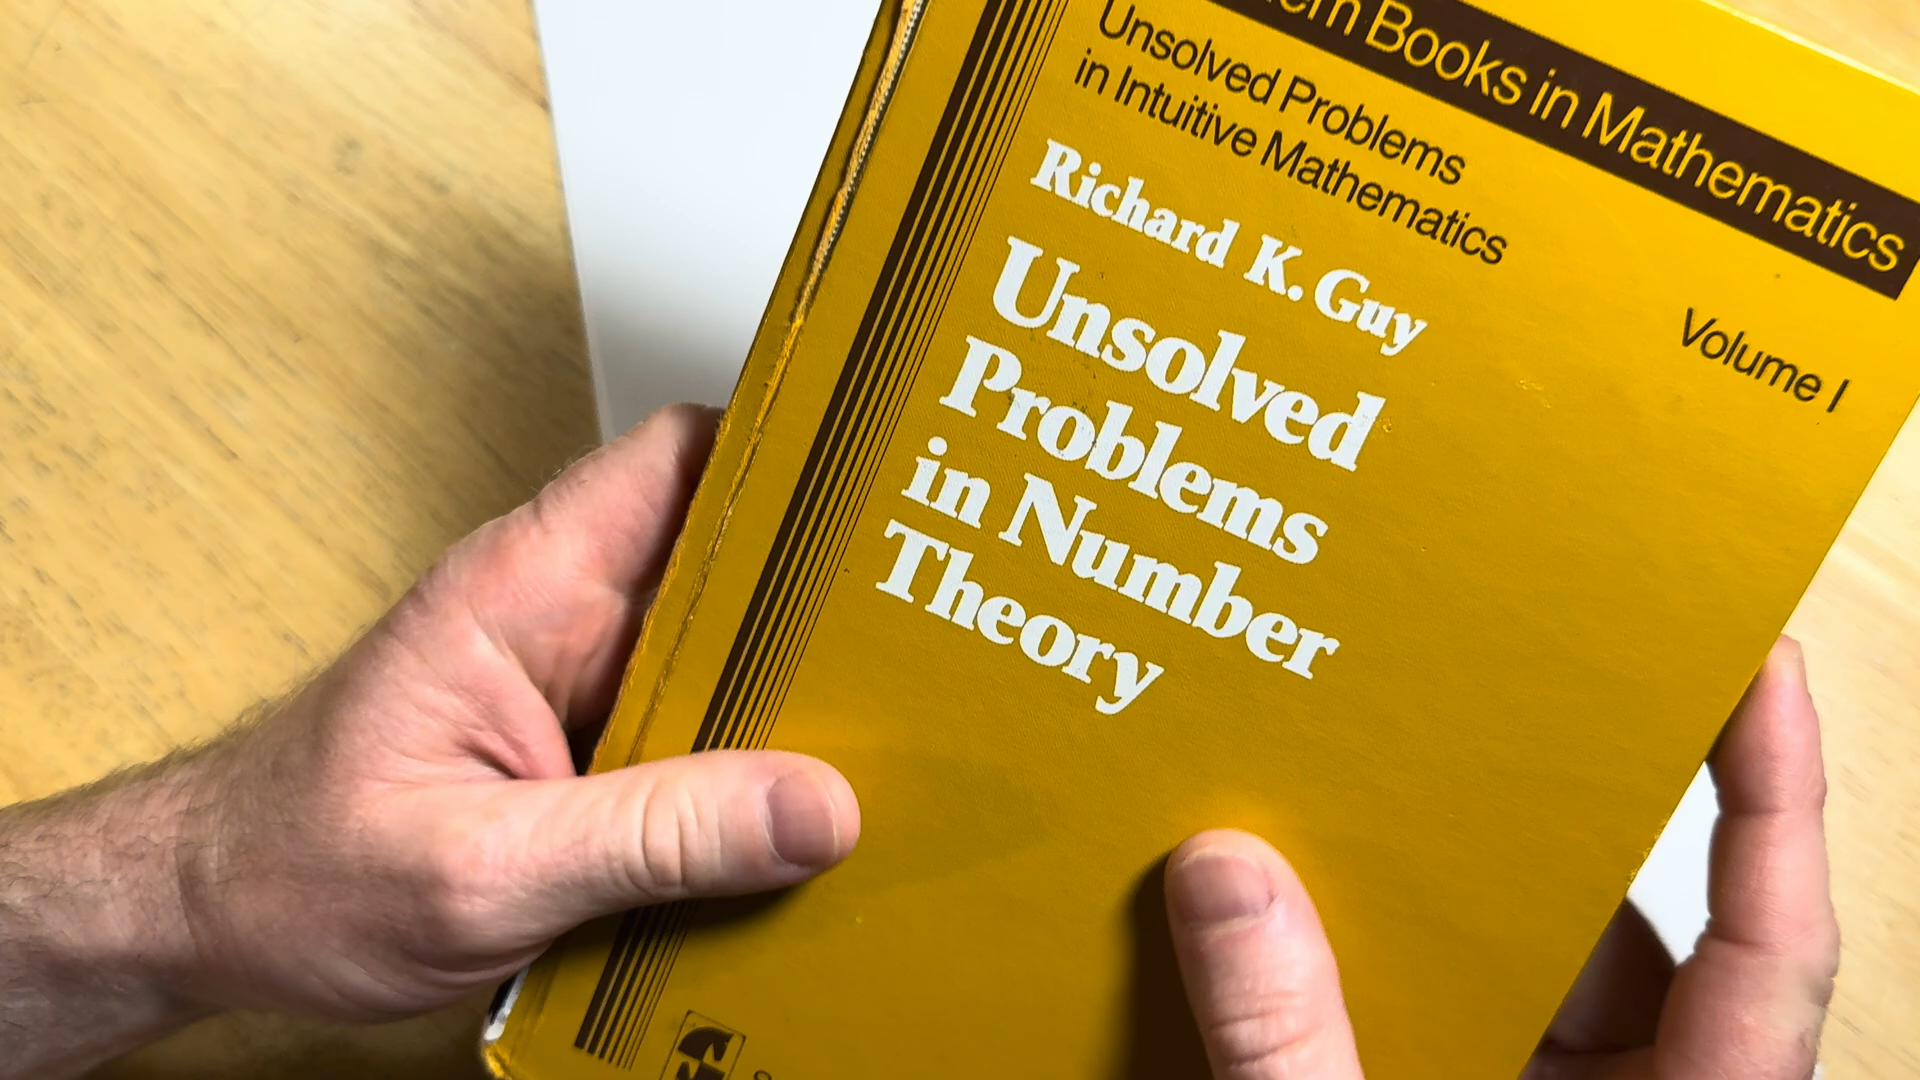 Books in Mathematics
Unsolved Problems
in Intuitive Mathematics
Volume I
Richard K. Guy
Unsolved
Problems
in Number
Theory